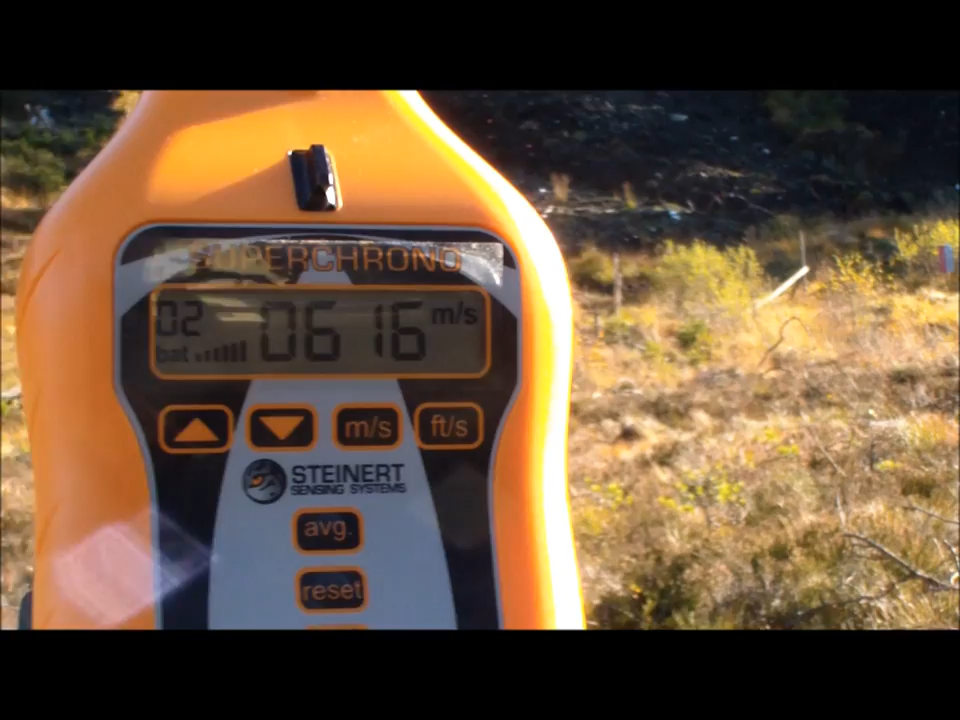 SUPERCHRONO
02 0616 m/s
bat
m/s ft/s
STEINERT
SENSING SYSTEMS
avg.
reset